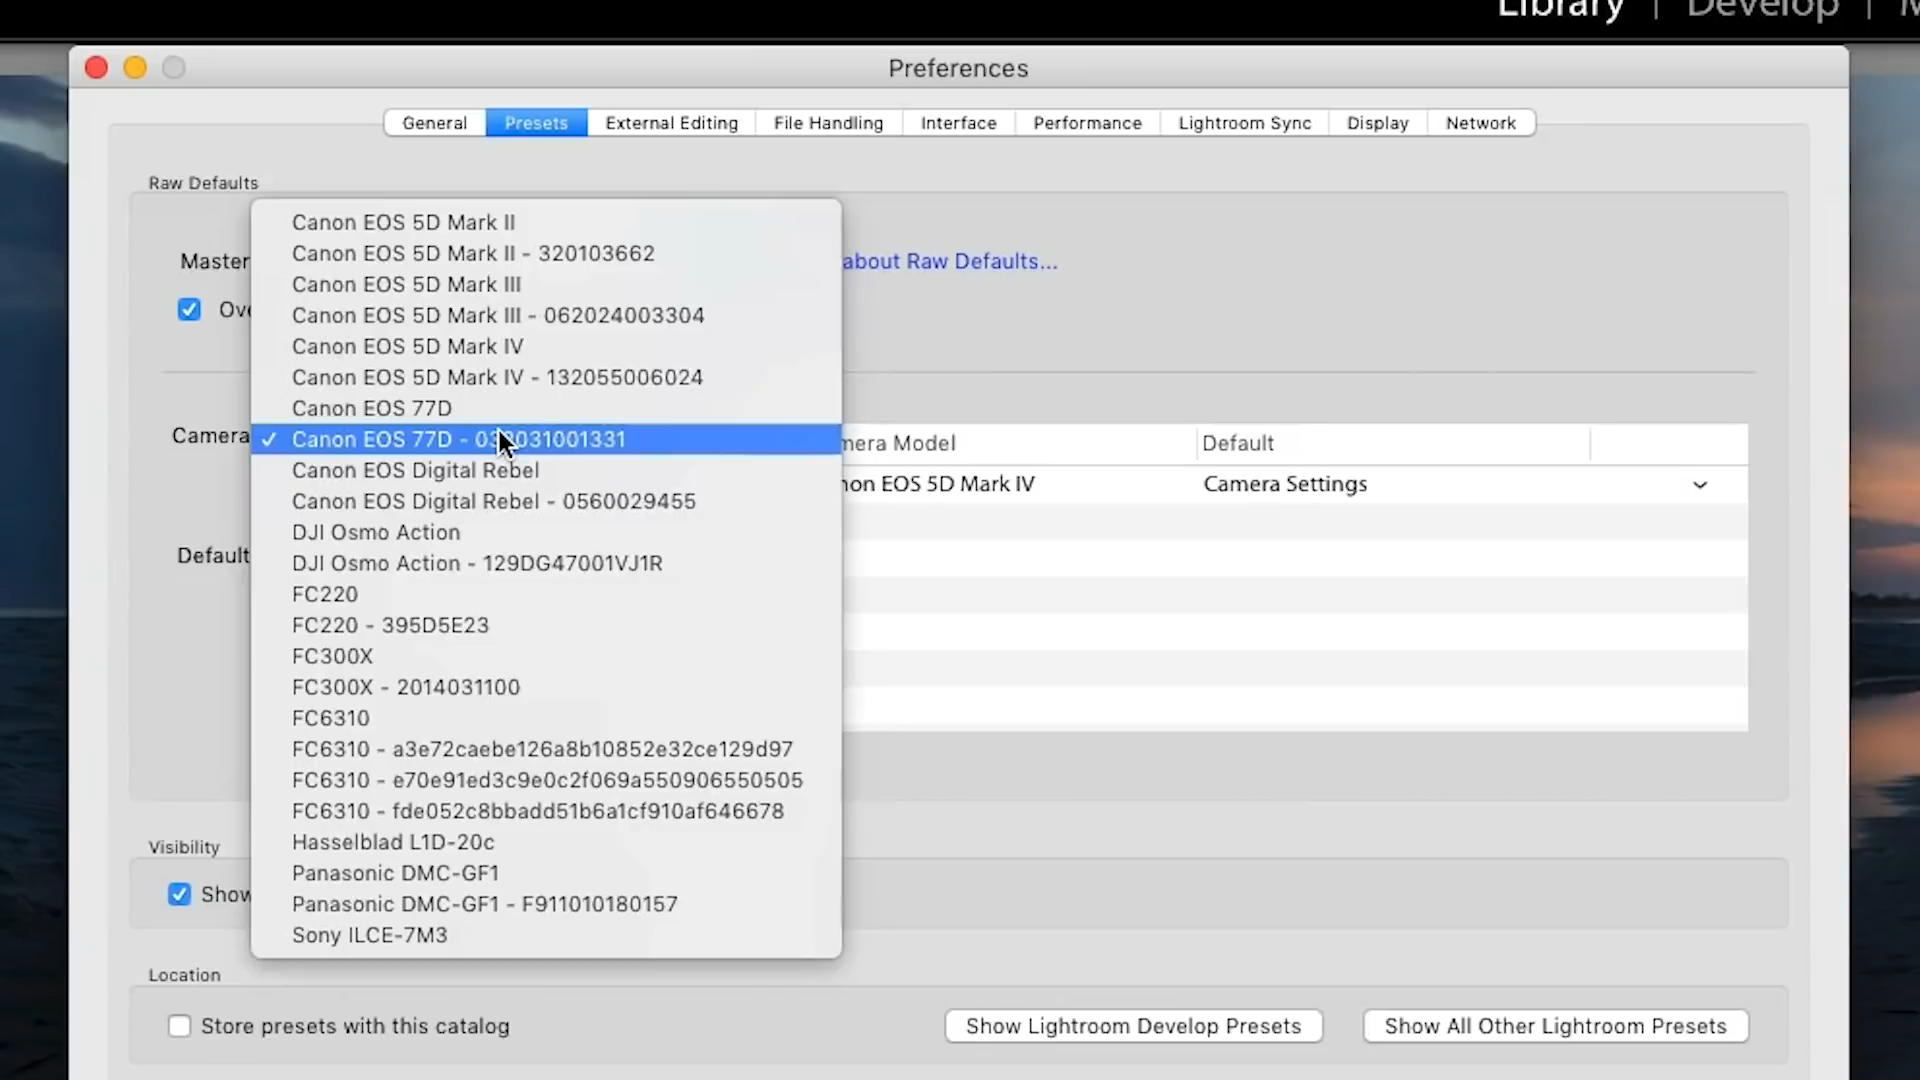 Library | Develop |
Preferences
General Presets External Editing File Handling Interface Performance Lightroom Sync Display Network
Raw Defaults
Canon EOS 5D Mark II
Canon EOS 5D Mark II - 320103662
Master about Raw Defaults...
Canon EOS 5D Mark III
Ove
Canon EOS 5D Mark III - 062024003304
Canon EOS 5D Mark IV
Canon EOS 5D Mark IV - 132055006024
Canon EOS 77D
Camera ✓ Canon EOS 77D - mera Model Default
Canon EOS Digital Rebel
non EOS 5D Mark IV Camera Settings
Canon EOS Digital Rebel - 0560029455
DJI Osmo Action
Default
DJI Osmo Action - 129DG47001VJ1R
FC220
FC220 - 395D5E23
FC300X
FC300X - 2014031100
FC6310
FC6310 - a3e72caebe126a8b10852e32ce129d97
FC6310 - e70e91ed3c9e0c2f069a550906550505
FC6310 - fde052c8bbadd51b6a1cf910af646678
Hasselblad L1D-20c
Visibility
Panasonic DMC-GF1
Show
Panasonic DMC-GF1 - F911010180157
Sony ILCE-7M3
Location
Store presets with this catalog Show Lightroom Develop Presets Show All Other Lightroom Presets